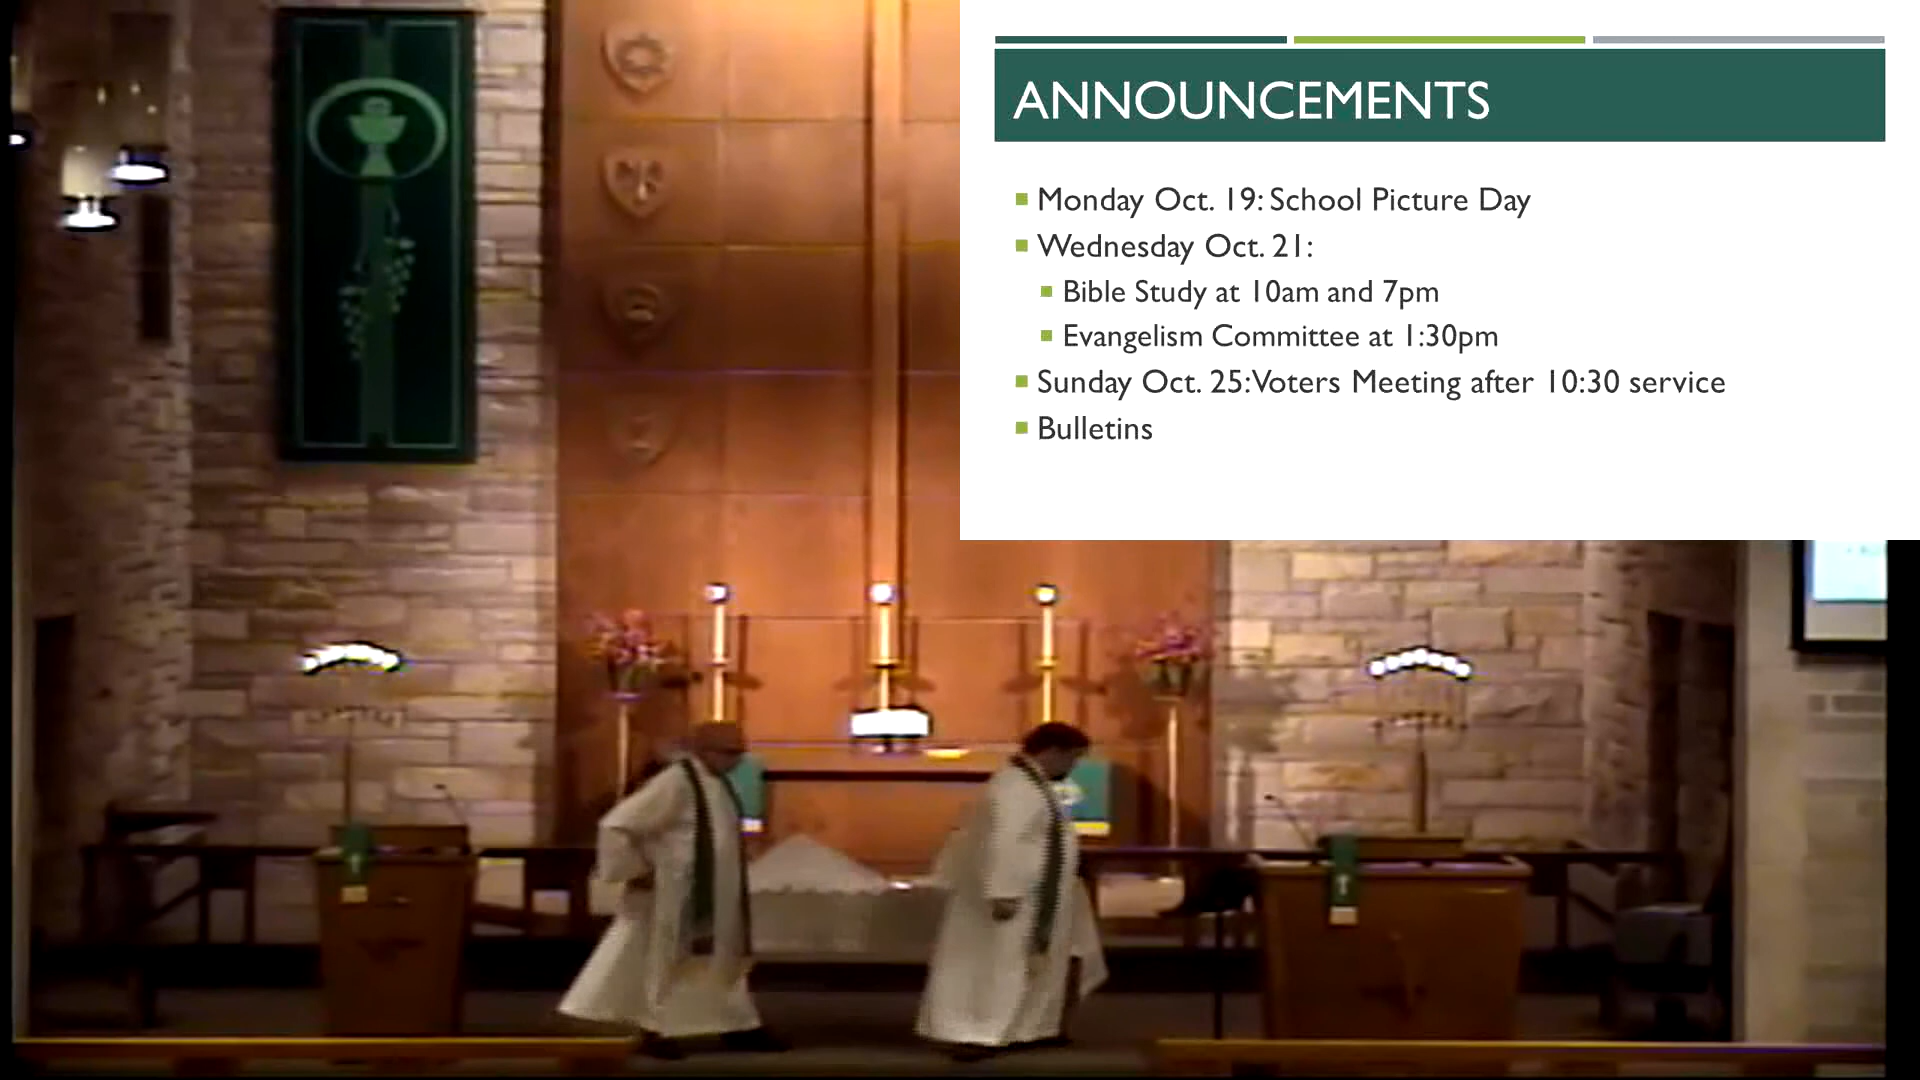 ANNOUNCEMENTS
Monday Oct. 19: School Picture Day
Wednesday Oct. 21:
Bible Study at 10am and 7pm
Evangelism Committee at 1:30pm
Sunday Oct. 25: Voters Meeting after 10:30 service
Bulletins